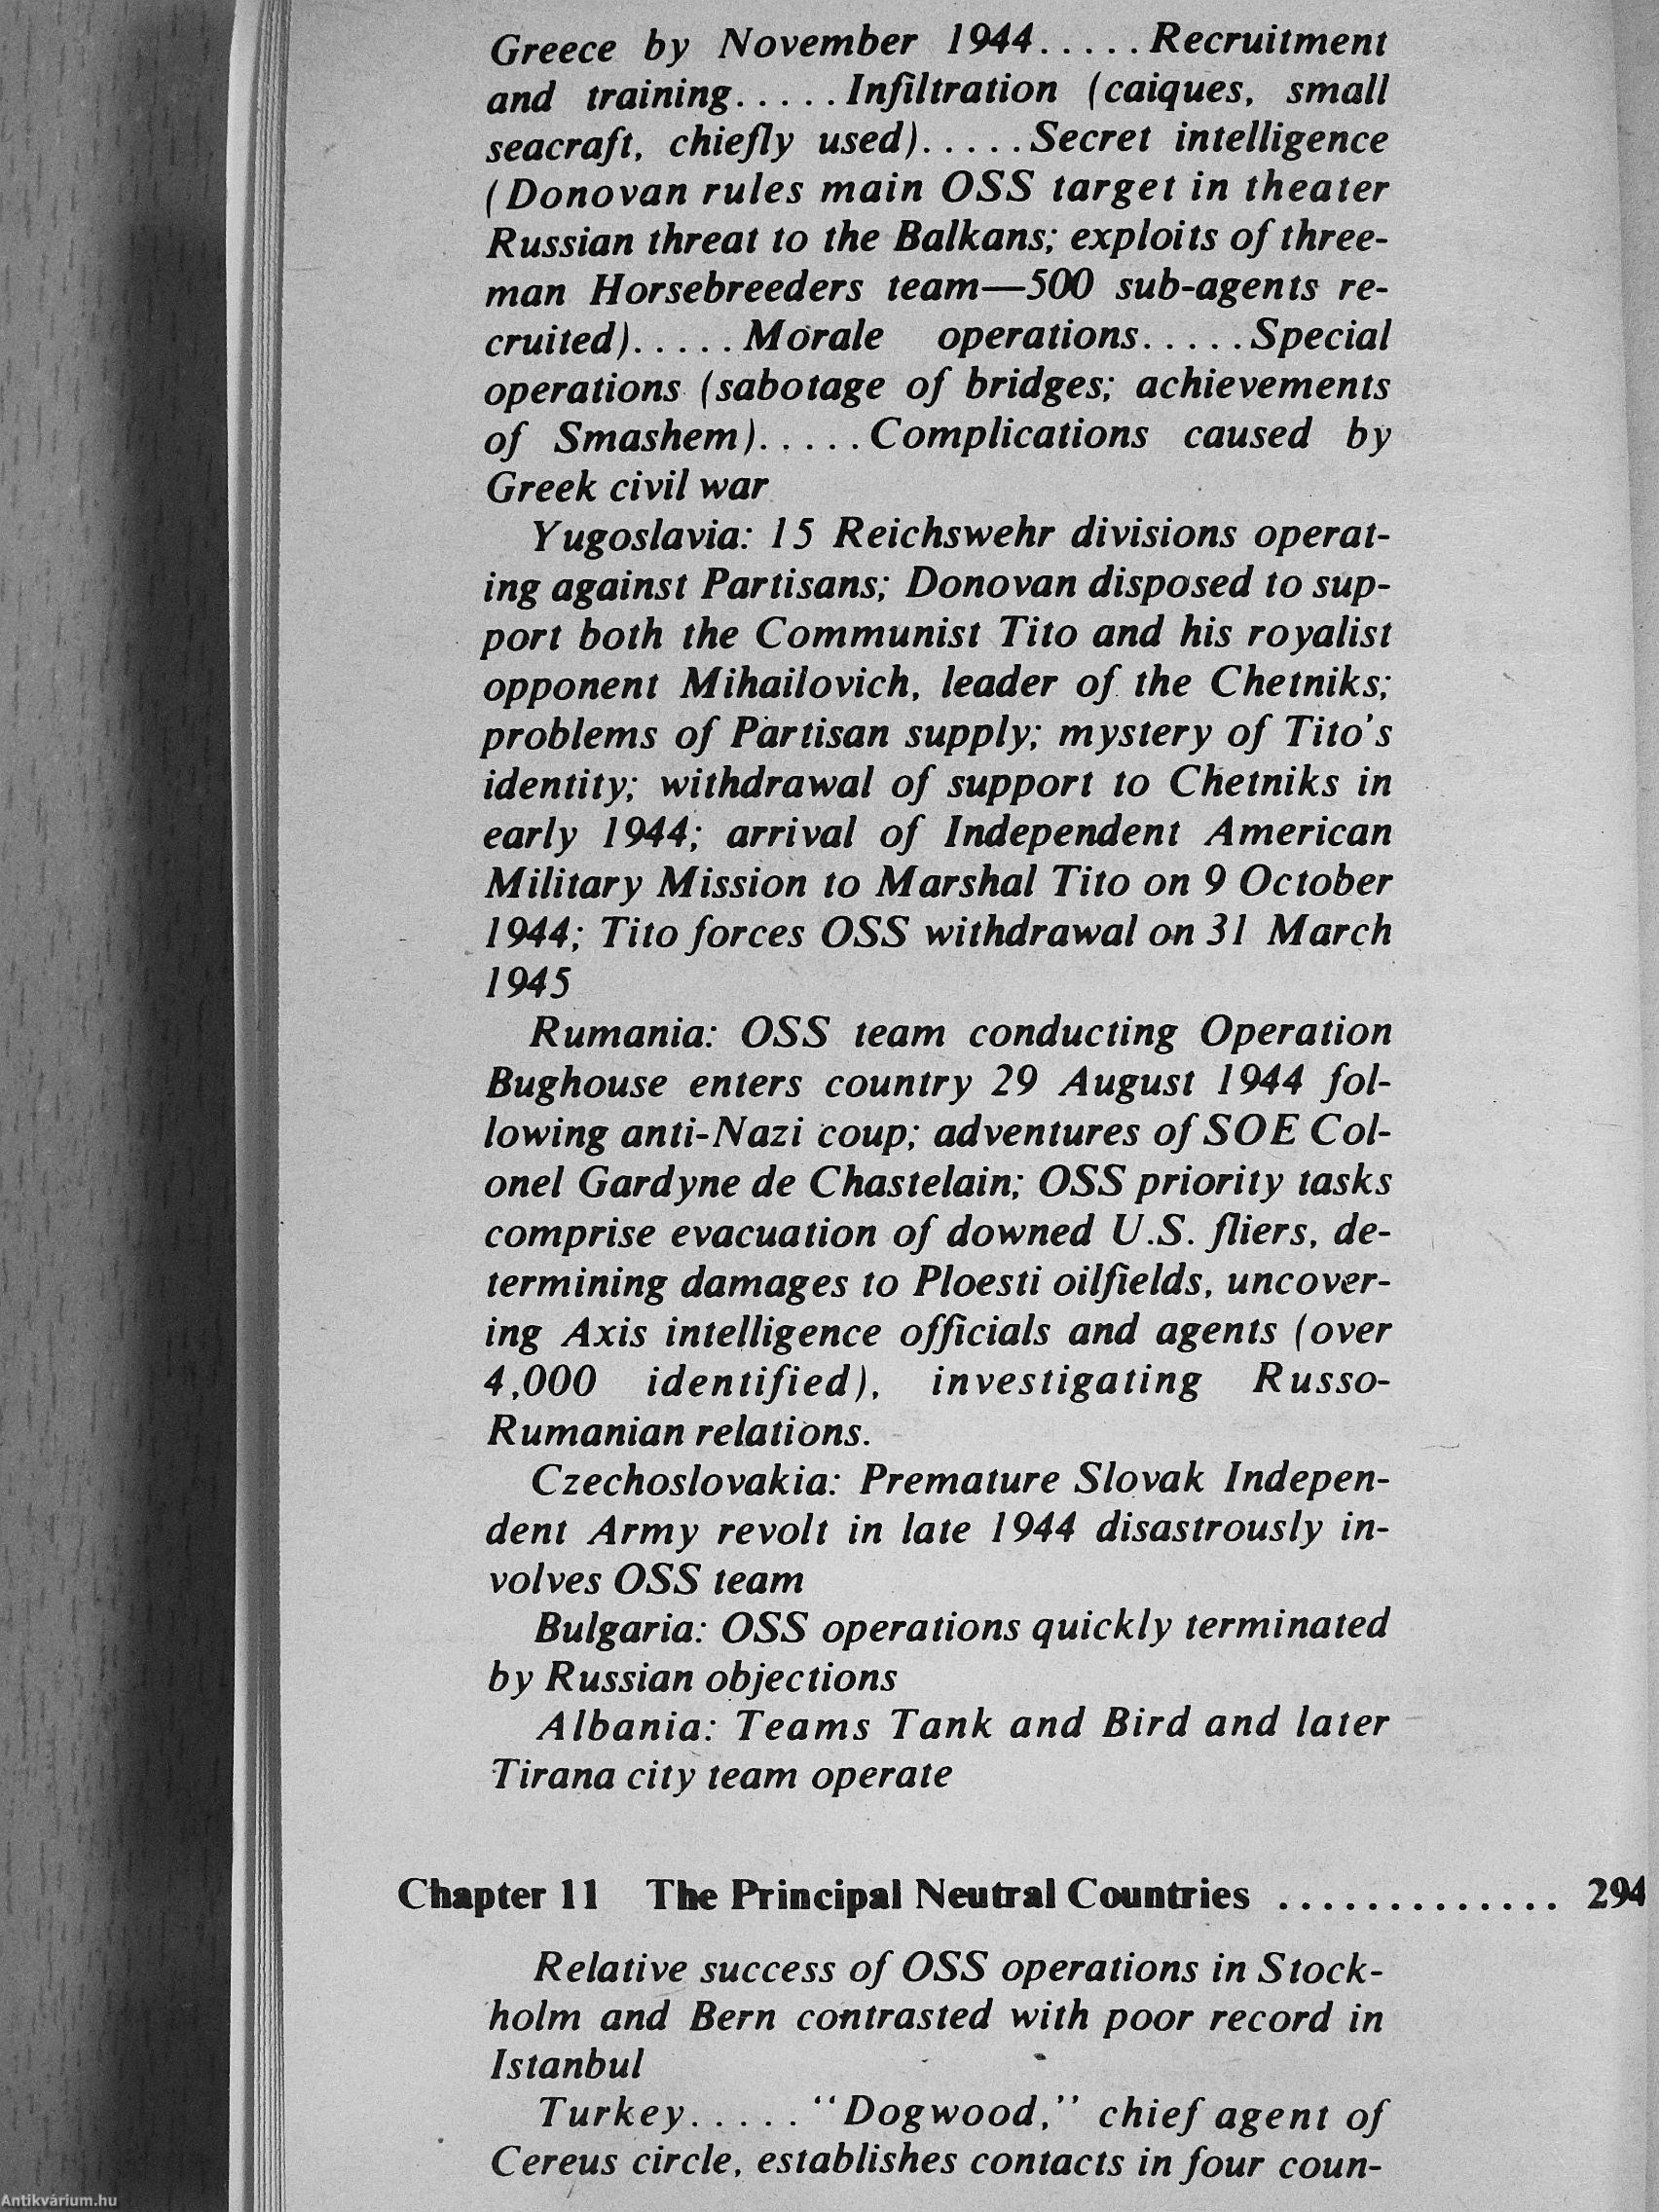 Greece by November 1944.....Recruitment
and training.....Infiltration (caiques, small
seacraft, chiefly used).....Secret intelligence
(Donovan rules main OSS target in theater
Russian threat to the Balkans; exploits of three-
man Horsebreeders team—500 sub-agents re-
cruited).....Morale operations.....Special
operations (sabotage of bridges; achievements
of Smashem).....Complications caused by
Greek civil war
Yugoslavia: 15 Reichswehr divisions operat-
ing against Partisans; Donovan disposed to sup-
port both the Communist Tito and his royalist
opponent Mihailovich, leader of the Chetniks;
problems of Partisan supply; mystery of Tito's
identity; withdrawal of support to Chetniks in
early 1944; arrival of Independent American
Military Mission to Marshal Tito on 9 October
1944; Tito forces OSS withdrawal on 31 March
1945
Rumania: OSS team conducting Operation
Bughouse enters country 29 August 1944 fol-
lowing anti-Nazi coup; adventures of SOE Col-
onel Gardyne de Chastelain; OSS priority tasks
comprise evacuation of downed U.S. fliers, de-
termining damages to Ploesti oilfields, uncover-
ing Axis intelligence officials and agents (over
4,000 identified), investigating Russo-
Rumanian relations.
Czechoslovakia: Premature Slovak Indepen-
dent Army revolt in late 1944 disastrously in-
volves OSS team
Bulgaria: OSS operations quickly terminated
by Russian objections
Albania: Teams Tank and Bird and later
Tirana city team operate
Chapter 11 The Principal Neutral Countries ............. 294
Relative success of OSS operations in Stock-
holm and Bern contrasted with poor record in
Istanbul
Turkey.....“Dogwood,” chief agent of
Cereus circle, establishes contacts in four coun-
Antikvárium.hu